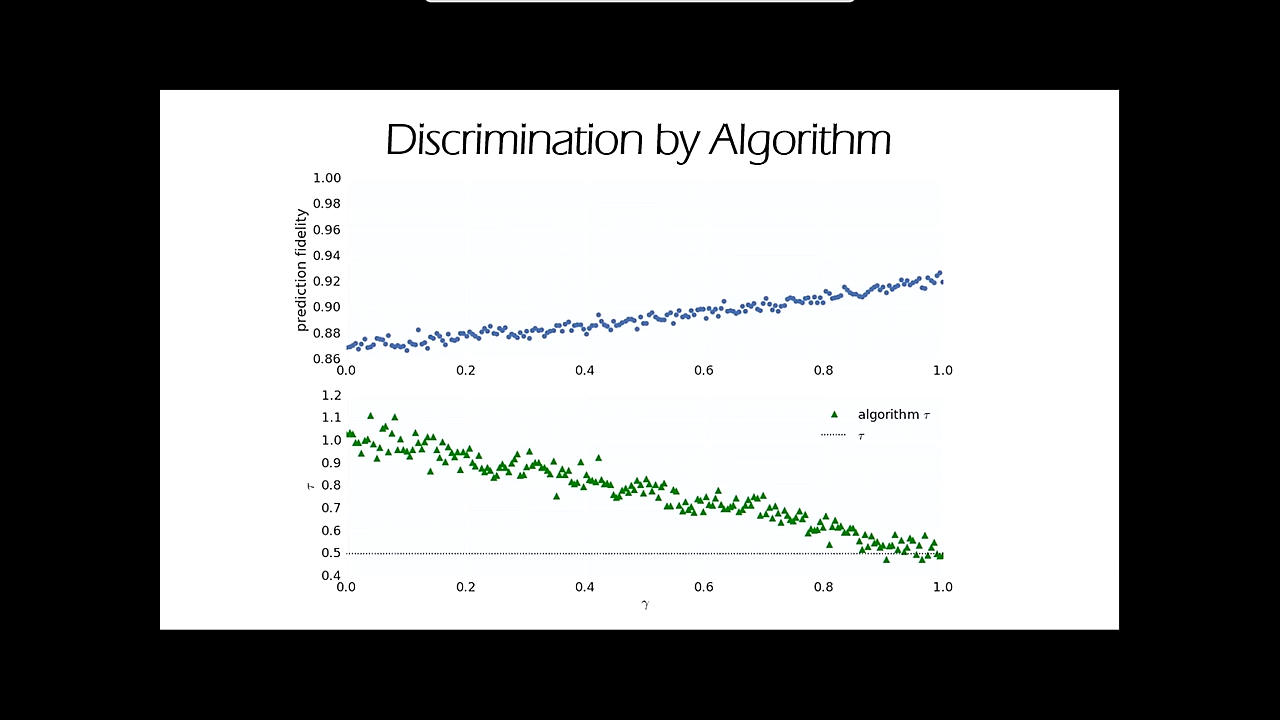 Discrimination by Algorithm
1.00
0.98
0.96
0.94
0.92
0.90
0.88
0.86
prediction fidelity
0.0 0.2 0.4 0.6 0.8 1.0
1.2
1.1
1.0
0.9
0.8
0.7
0.6
0.5
0.4
τ
algorithm τ
τ
0.0 0.2 0.4 0.6 0.8 1.0
γ